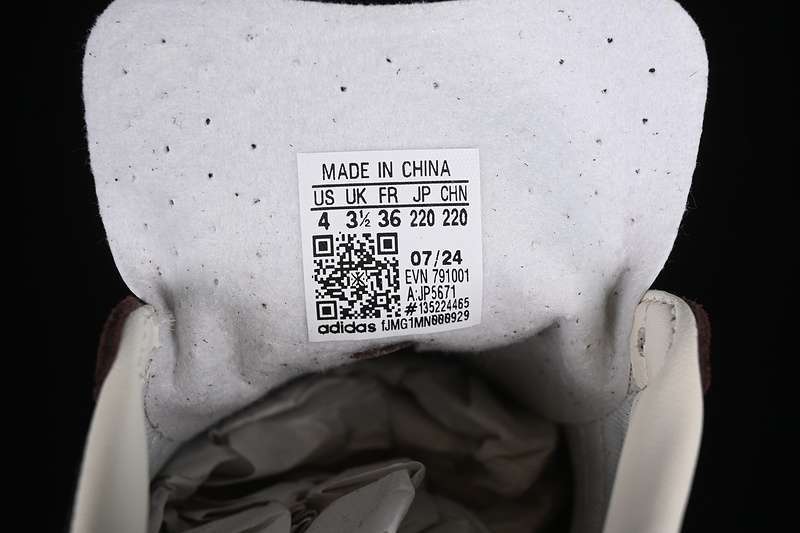 MADE IN CHINA
US UK FR JP CHN
4 3½ 36 220 220
07/24
EVN 791001
A:JP5671
#135224465
adidas fJMG1MN000929